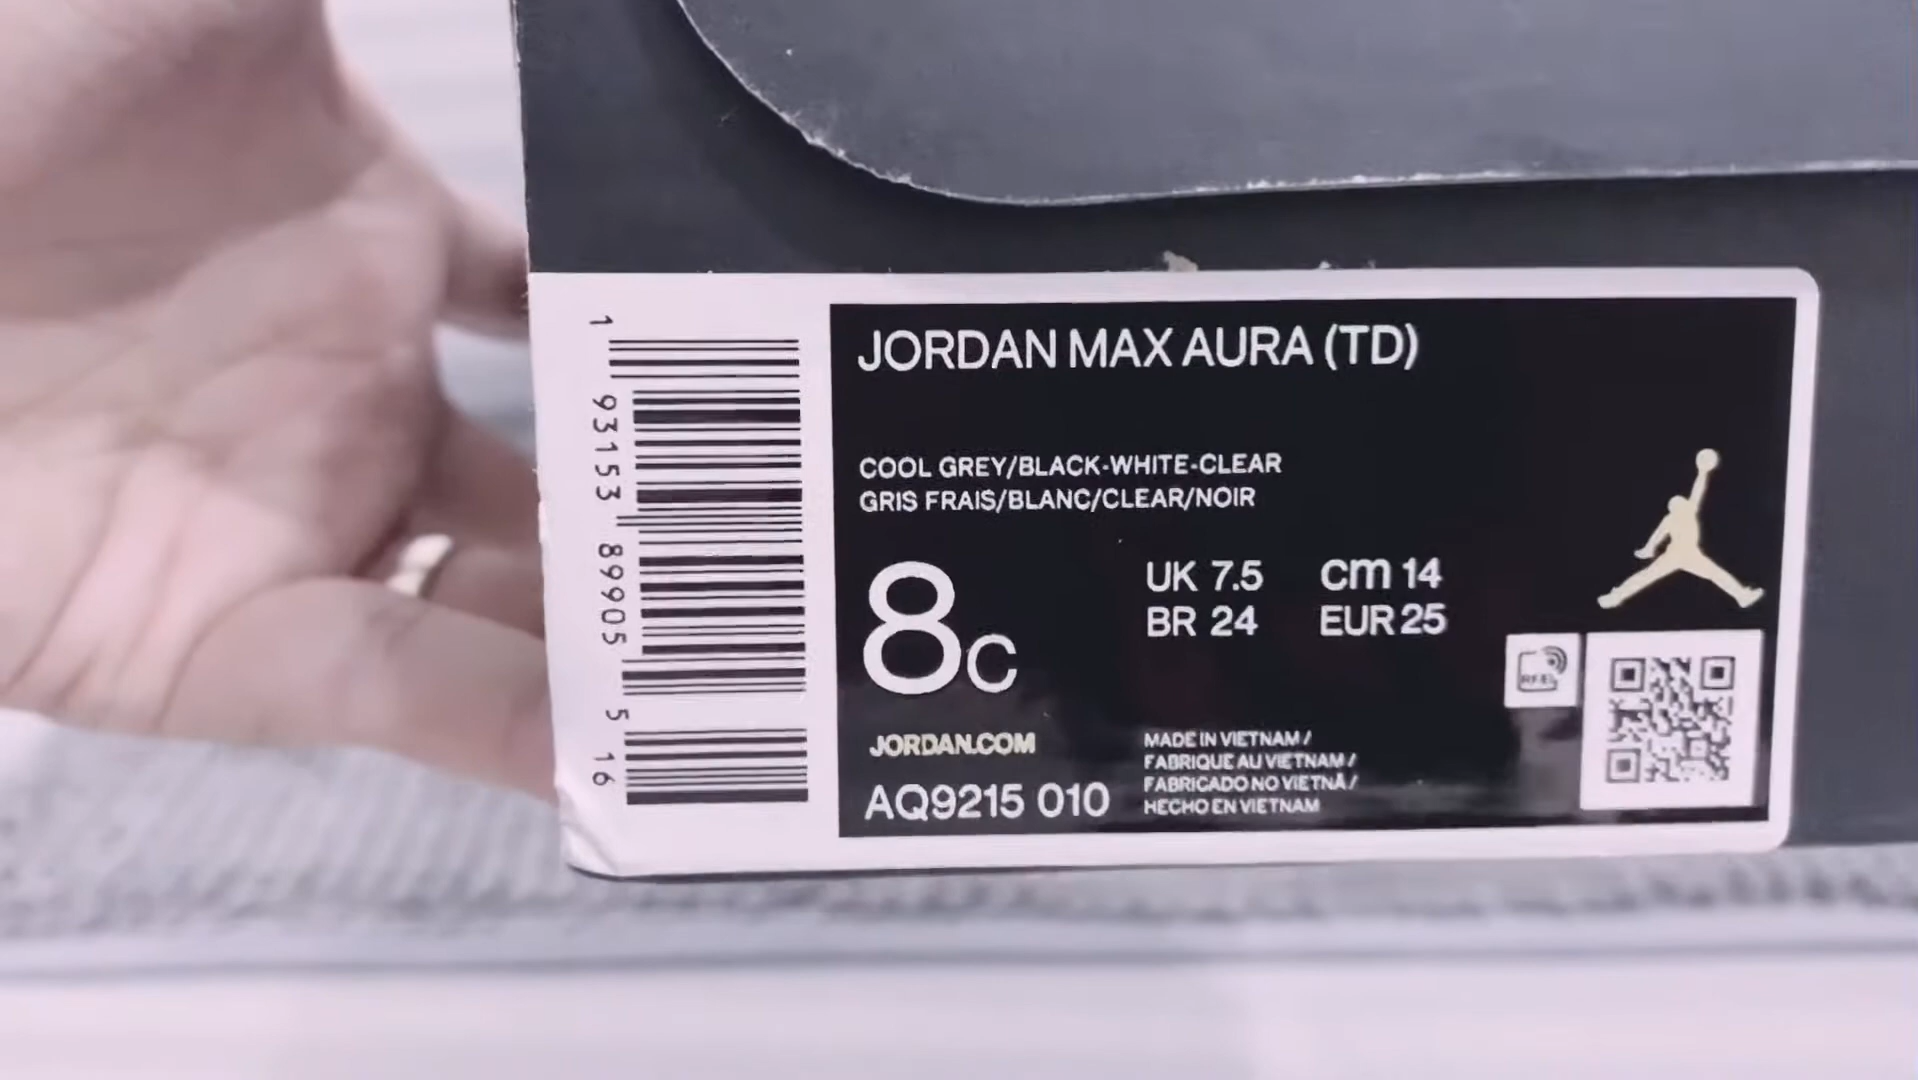 1 93153 89905 5 16
JORDAN MAX AURA (TD)
COOL GREY/BLACK-WHITE-CLEAR
GRIS FRAIS/BLANC/CLEAR/NOIR
8C
UK 7.5 cm 14
BR 24 EUR 25
JORDAN.COM
AQ9215 010
MADE IN VIETNAM /
FABRIQUE AU VIETNAM /
FABRICADO NO VIETNÃ /
HECHO EN VIETNAM